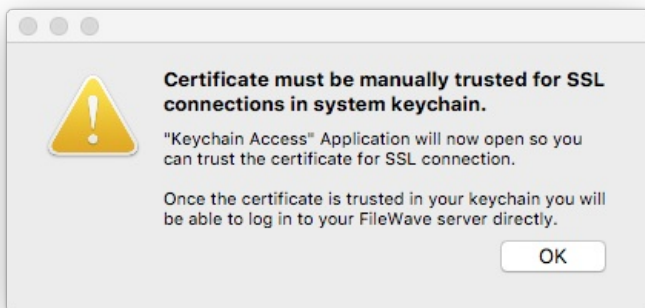 Certificate must be manually trusted for SSL
connections in system keychain.
"Keychain Access" Application will now open so you
can trust the certificate for SSL connection.
Once the certificate is trusted in your keychain you will
be able to log in to your FileWave server directly.
OK